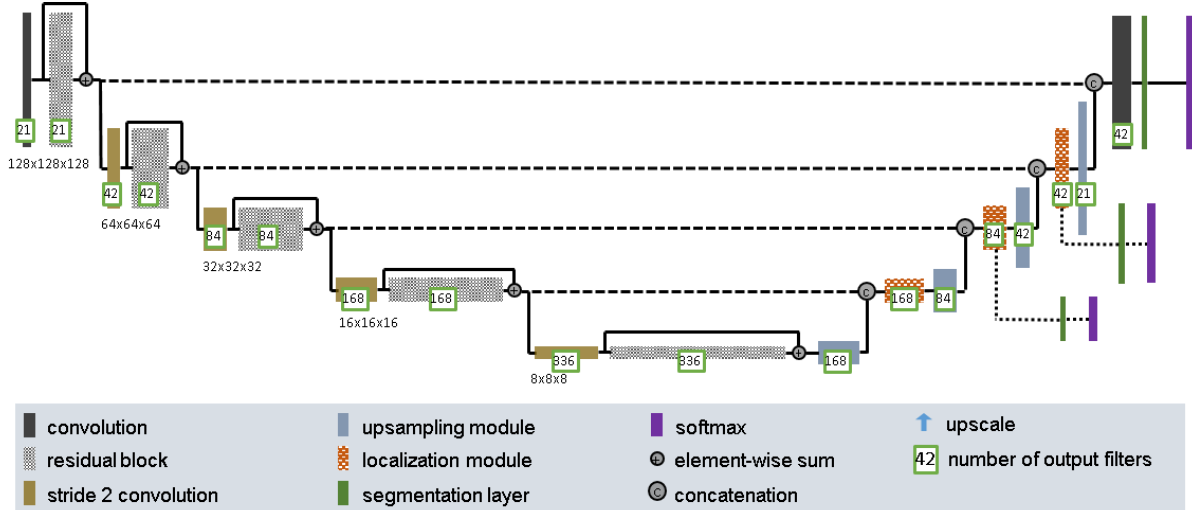 21
21
42
c
128x128x128
c
42
42
42
21
64x64x64
c
84
84
84
42
32x32x32
c
168
168
168
84
16x16x16
336
336
168
8x8x8
convolution
upsampling module
softmax
upscale
residual block
localization module
element-wise sum
42 number of output filters
stride 2 convolution
segmentation layer
c concatenation